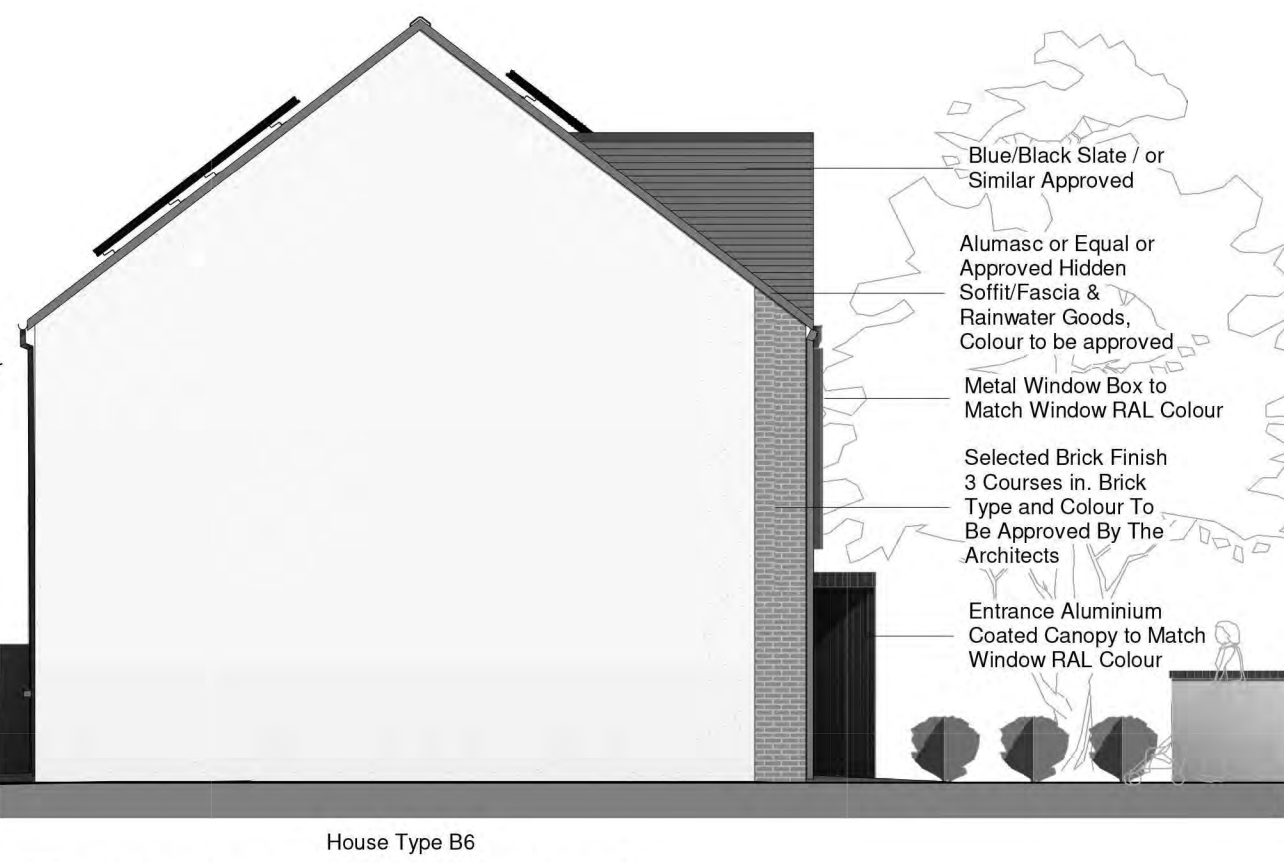 Blue/Black Slate / or
Similar Approved
Alumasc or Equal or
Approved Hidden
Soffit/Fascia &
Rainwater Goods,
Colour to be approved
Metal Window Box to
Match Window RAL Colour
Selected Brick Finish
3 Courses in. Brick
Type and Colour To
Be Approved By The
Architects
Entrance Aluminium
Coated Canopy to Match
Window RAL Colour
House Type B6